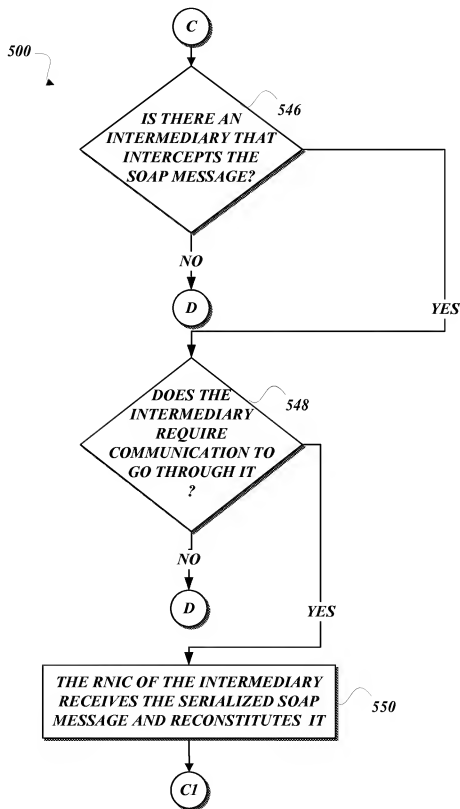 C
500
546
IS THERE AN
INTERMEDIARY THAT
INTERCEPTS THE
SOAP MESSAGE?
NO
YES
D
548
DOES THE
INTERMEDIARY
REQUIRE
COMMUNICATION TO
GO THROUGH IT
?
NO
D
YES
THE RNIC OF THE INTERMEDIARY
RECEIVES THE SERIALIZED SOAP
MESSAGE AND RECONSTITUTES IT
550
C1